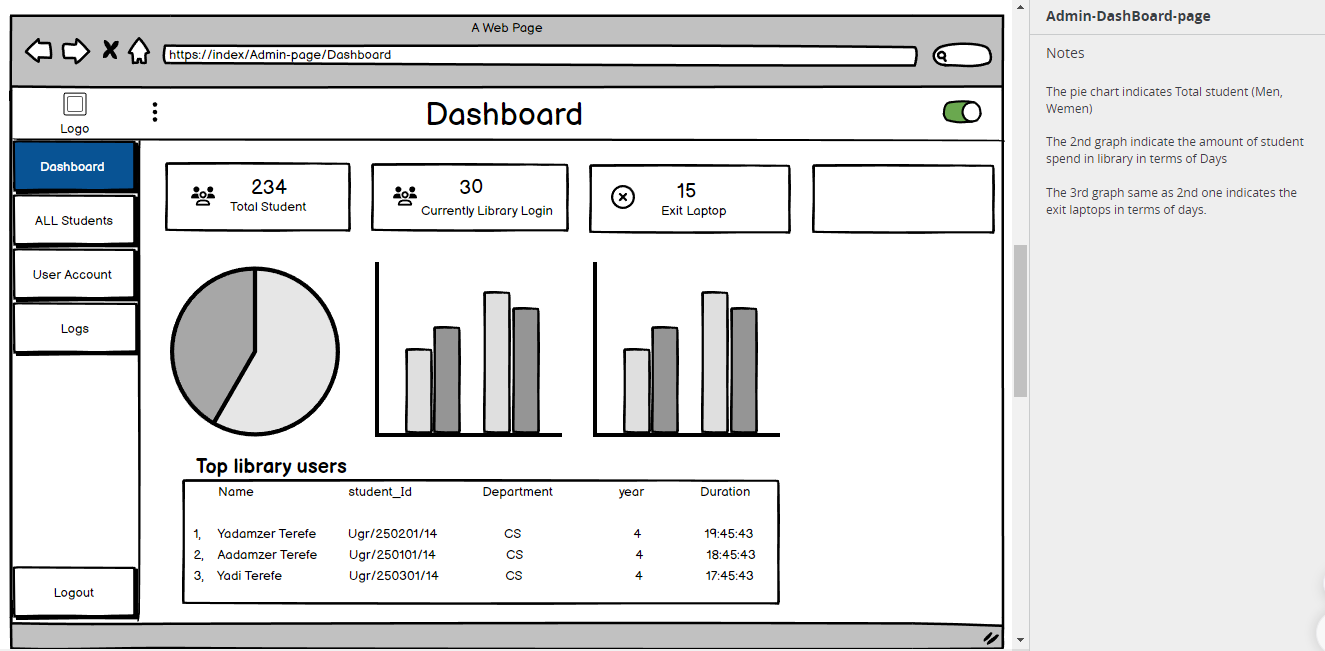 A Web Page
https://index/Admin-page/Dashboard
Logo
Dashboard
Dashboard
ALL Students
User Account
Logs
Logout
234
Total Student
30
Currently Library Login
15
Exit Laptop
Top library users
Name student_Id Department year Duration
1, Yadamzer Terefe Ugr/250201/14 CS 4 19:45:43
2, Aadamzer Terefe Ugr/250101/14 CS 4 18:45:43
3, Yadi Terefe Ugr/250301/14 CS 4 17:45:43
Admin-DashBoard-page
Notes
The pie chart indicates Total student (Men,
Wemen)
The 2nd graph indicate the amount of student
spend in library in terms of Days
The 3rd graph same as 2nd one indicates the
exit laptops in terms of days.